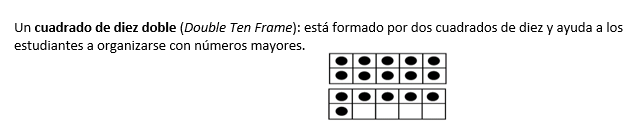 Un cuadrado de diez doble (Double Ten Frame): está formado por dos cuadrados de diez y ayuda a los
estudiantes a organizarse con números mayores.